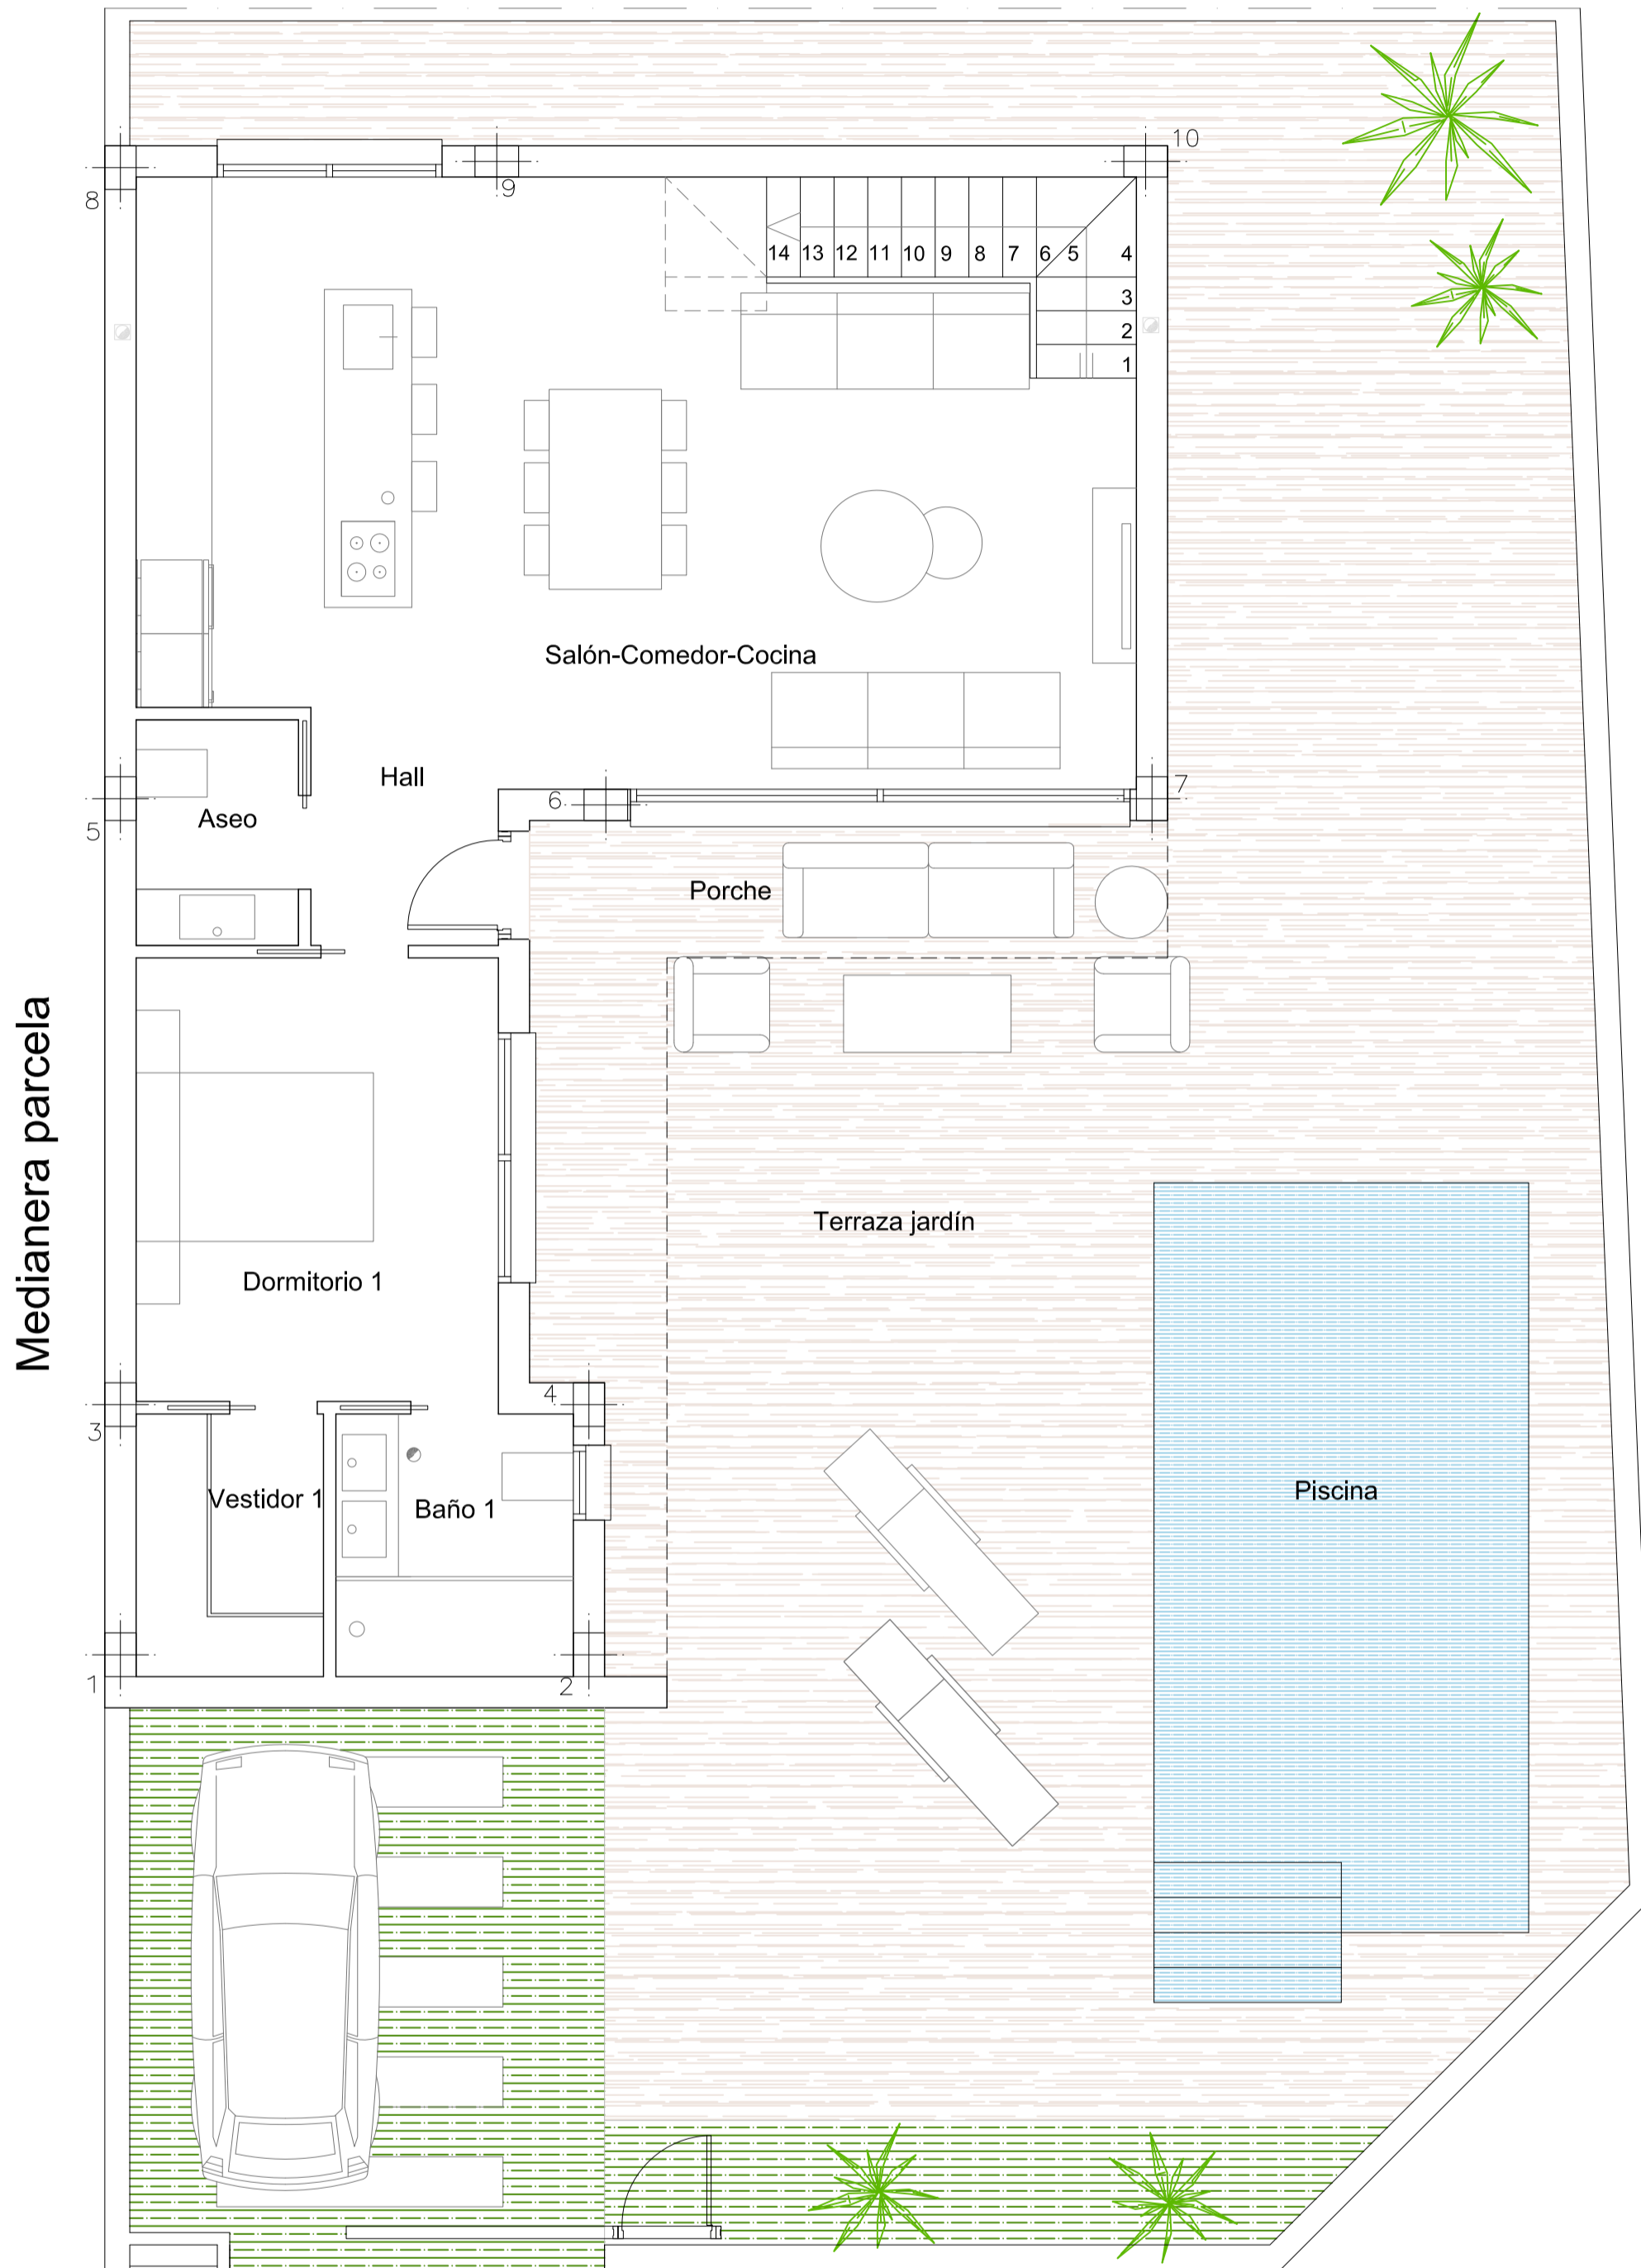 10
8
9
14 13 12 11 10 9 8 7 6 5 4
3
2
1
Salón-Comedor-Cocina
Hall
7
6
5
Aseo
Porche
Medianera parcela
Terraza jardín
Dormitorio 1
4
3
Piscina
Vestidor 1
Baño 1
1
2